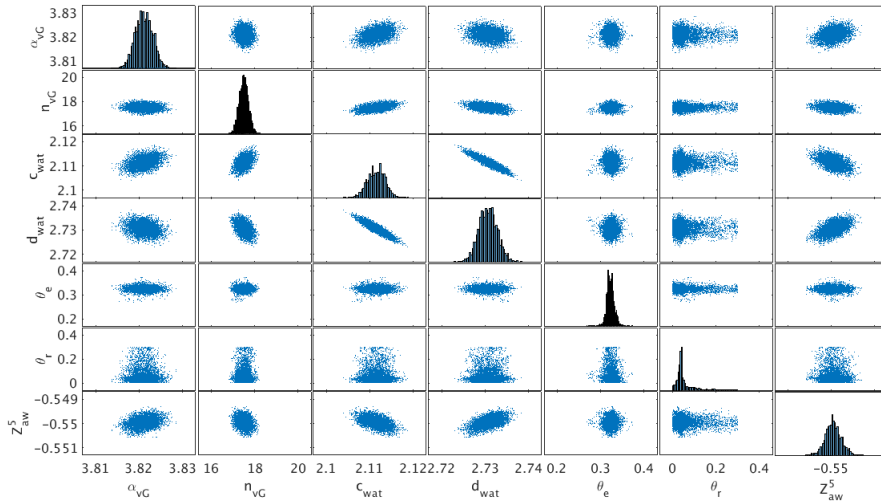 3.83
3.82
3.81
α_vG
20
18
16
n_vG
2.12
2.11
2.1
c_wat
2.74
2.73
2.72
d_wat
0.4
0.3
0.2
θ_e
0.4
0.2
0
θ_r
-0.549
-0.55
-0.551
Z^5_aw
3.81 3.82 3.83
16 18 20
2.1 2.11 2.12
2.72 2.73 2.74
0.2 0.3 0.4
0 0.2 0.4
-0.55
α_vG n_vG c_wat d_wat θ_e θ_r Z^5_aw